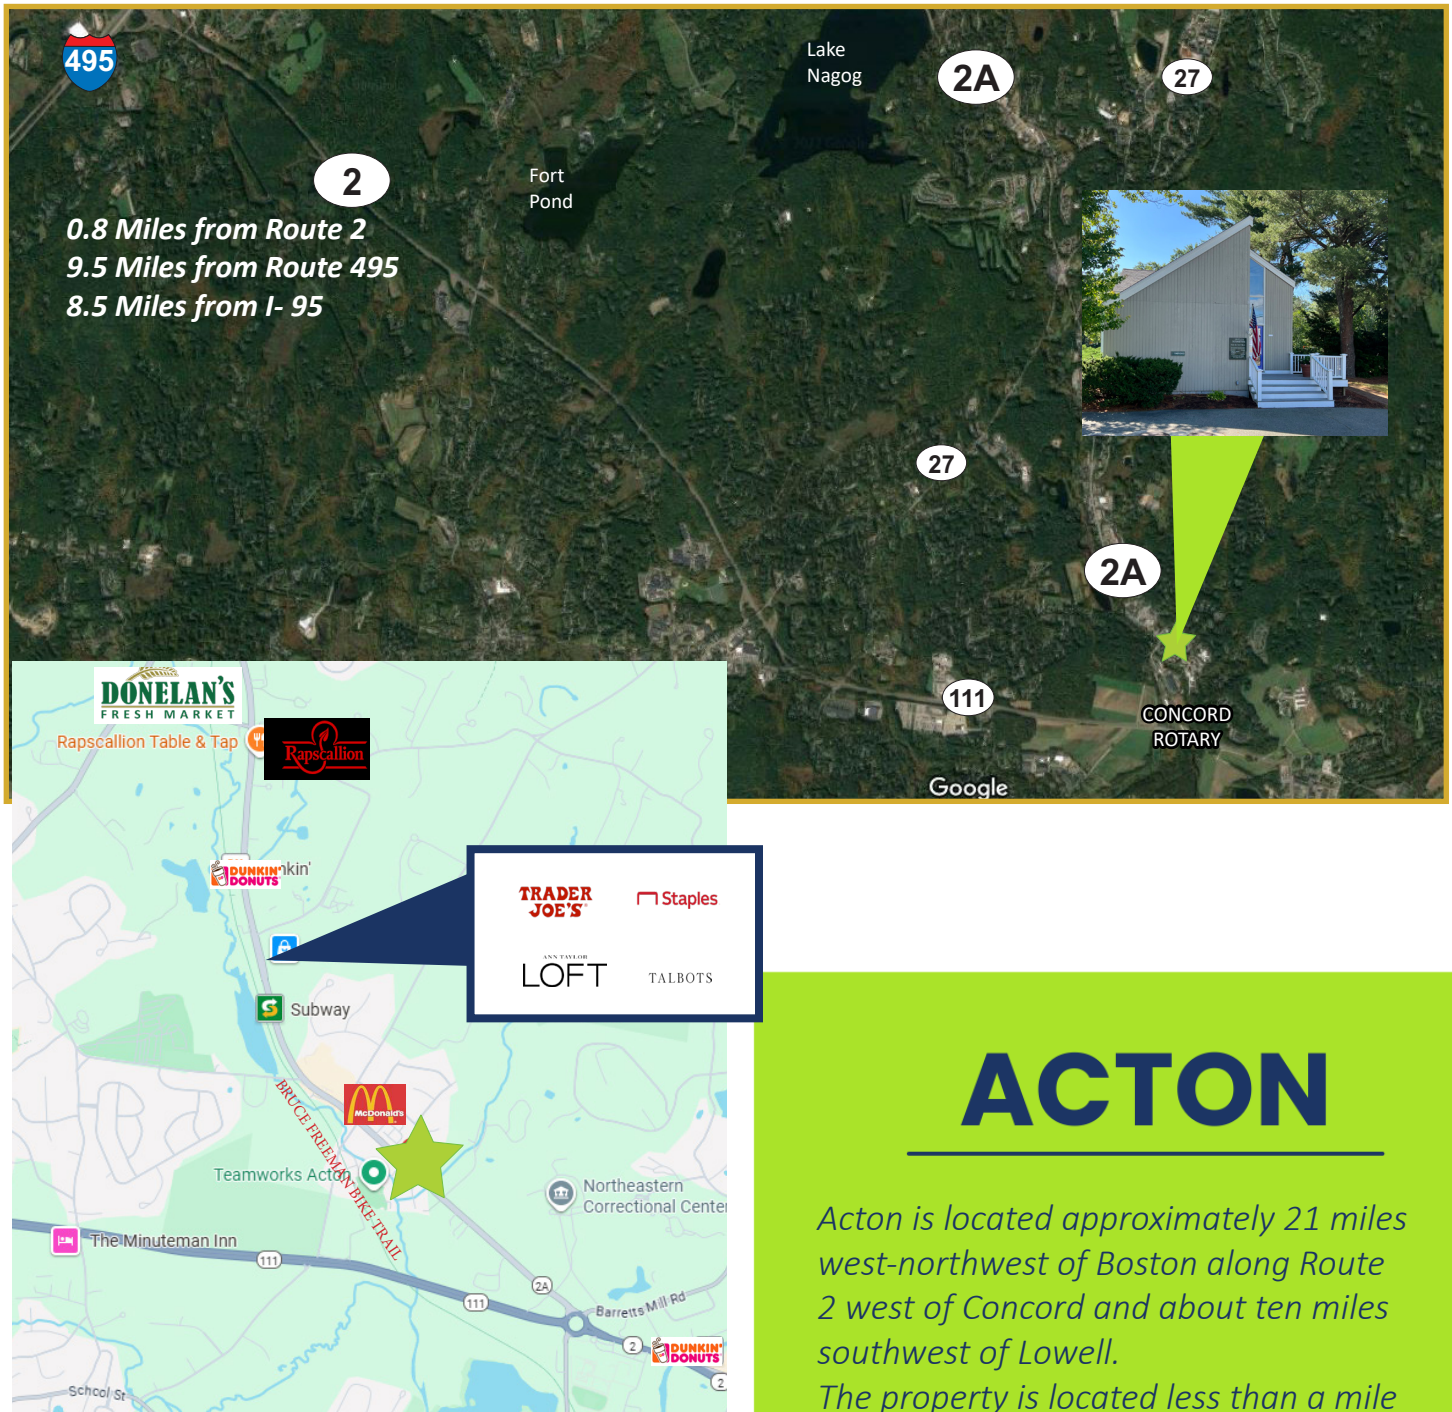 495
Lake
Nagog
2A
27
2
Fort
Pond
0.8 Miles from Route 2
9.5 Miles from Route 495
8.5 Miles from I- 95
27
2A
111
CONCORD
ROTARY
Google
DONELAN'S
FRESH MARKET
Rapscallion Table & Tap
Rapscallion
DUNKIN'
DONUTS
nkin'
TRADER
JOE'S
Staples
ANN TAYLOR
LOFT
TALBOTS
Subway
BRUCE FREEMAN BIKE TRAIL
McDonald's
Teamworks Acton
Northeastern
Correctional Cente
The Minuteman Inn
111
2A
111
Barretts Mill Rd
2
DUNKIN'
DONUTS
2
School St
ACTON
Acton is located approximately 21 miles
west-northwest of Boston along Route
2 west of Concord and about ten miles
southwest of Lowell.
The property is located less than a mile